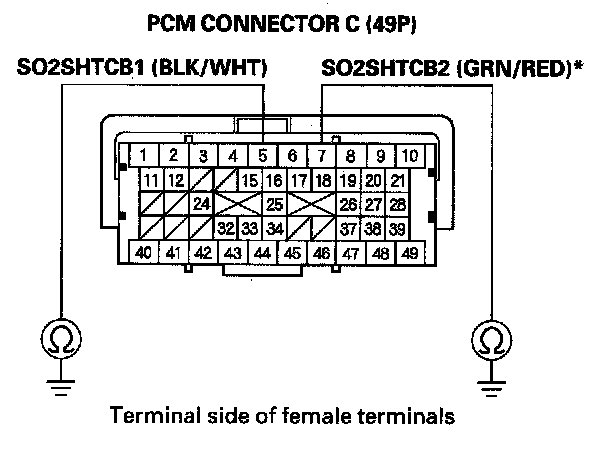 PCM CONNECTOR C (49P)
SO2SHTCB1 (BLK/WHT) SO2SHTCB2 (GRN/RED)*
1 2 3 4 5 6 7 8 9 10
11 12 15 16 17 18 19 20 21
24 25 26 27 28
32 33 34 37 38 39
40 41 42 43 44 45 46 47 48 49
Ω Ω
Terminal side of female terminals